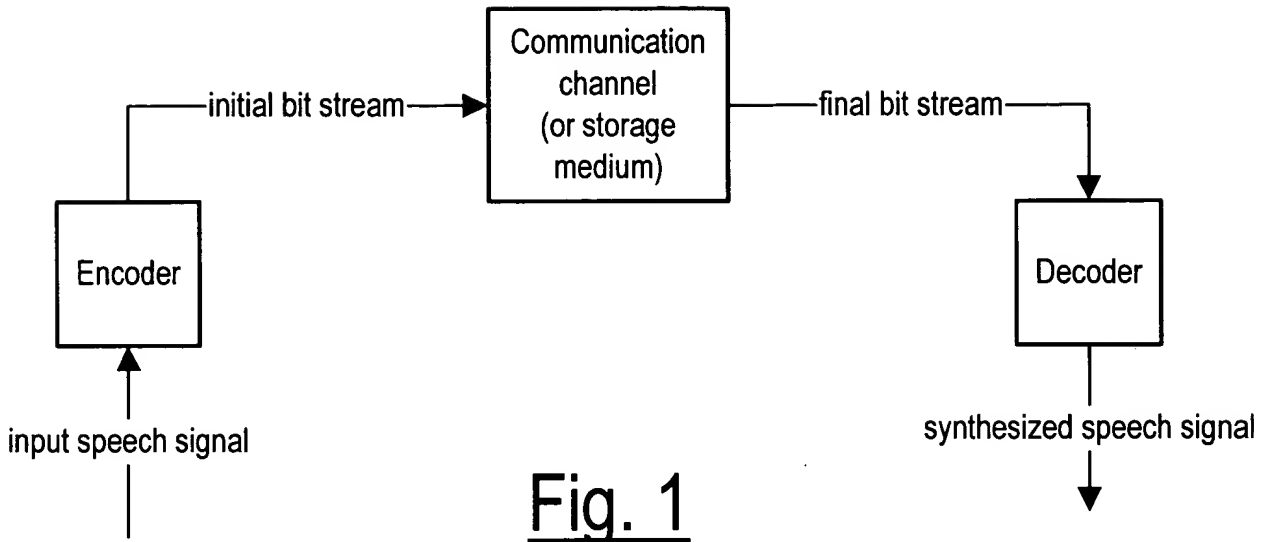 Communication
channel
(or storage
medium)
initial bit stream
final bit stream
Encoder
Decoder
input speech signal
synthesized speech signal
Fig. 1